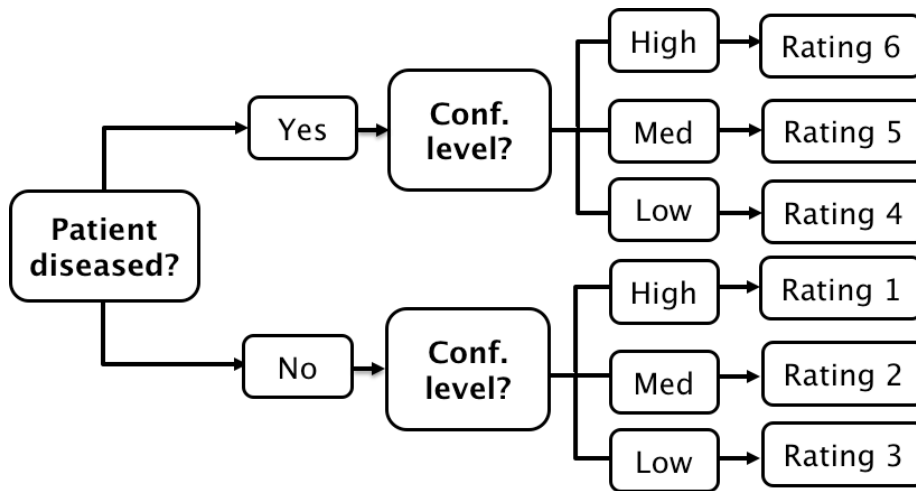 Patient
diseased?
Yes
Conf.
level?
High
Rating 6
Med
Rating 5
Low
Rating 4
No
Conf.
level?
High
Rating 1
Med
Rating 2
Low
Rating 3